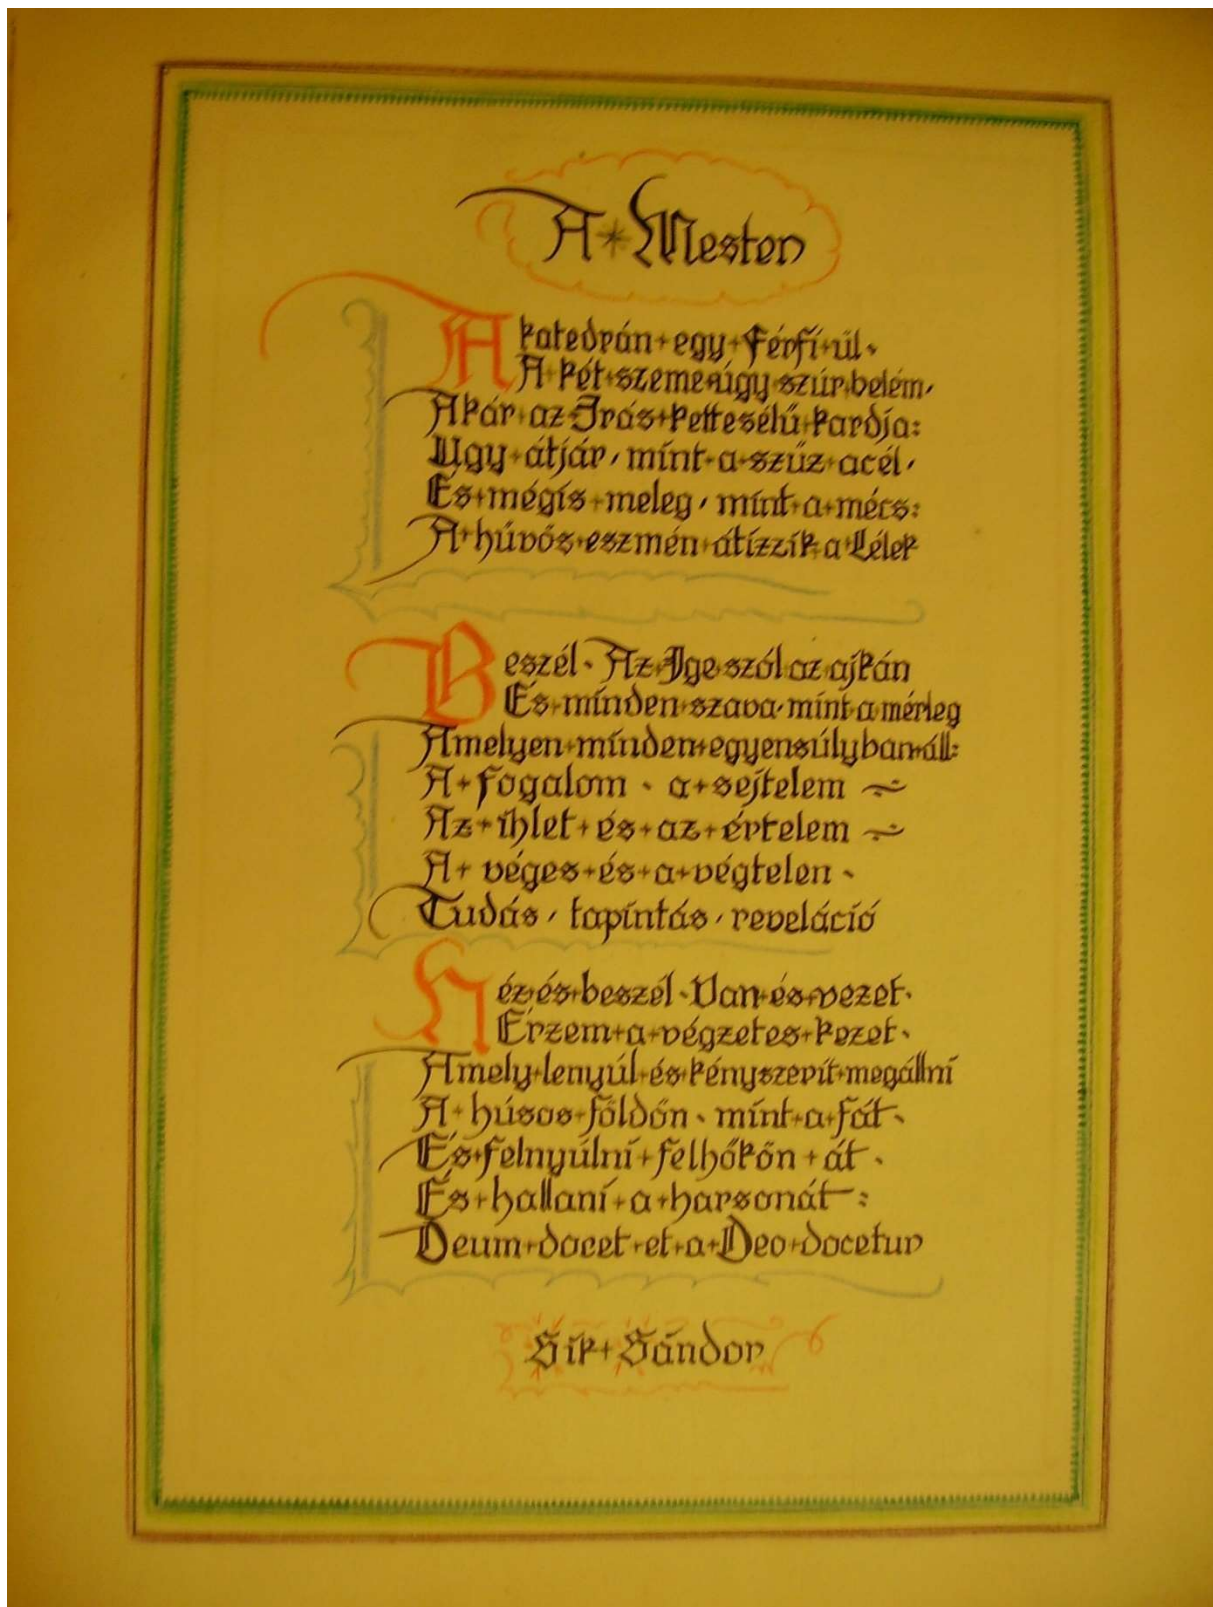 A Mester
A katedrán egy Férfi ül.
A két szeme úgy szúr belém,
Akár az Írás kettesélű kardja:
Úgy átjár, mint a szűz acél,
És mégis meleg, mint a mécs:
A hűvös eszmén átízzik a Lélek
Beszél. Az Ige szól az ajkán
És minden szava mint a mérleg
Amelyen minden egyensúlyban áll:
A fogalom. a sejtelem
Az ihlet és az értelem
A véges és a végtelen.
Tudás, tapintás, reveláció
Néz és beszél. Van és vezet.
Érzem a végzetes kezet.
Amely lenyúl és kényszerít megállni
A húsos földön. mint a fát.
És felnyúlni felhőkön át.
És hallani a harsonát:
Deum docet et a Deo docetur
Sík Sándor